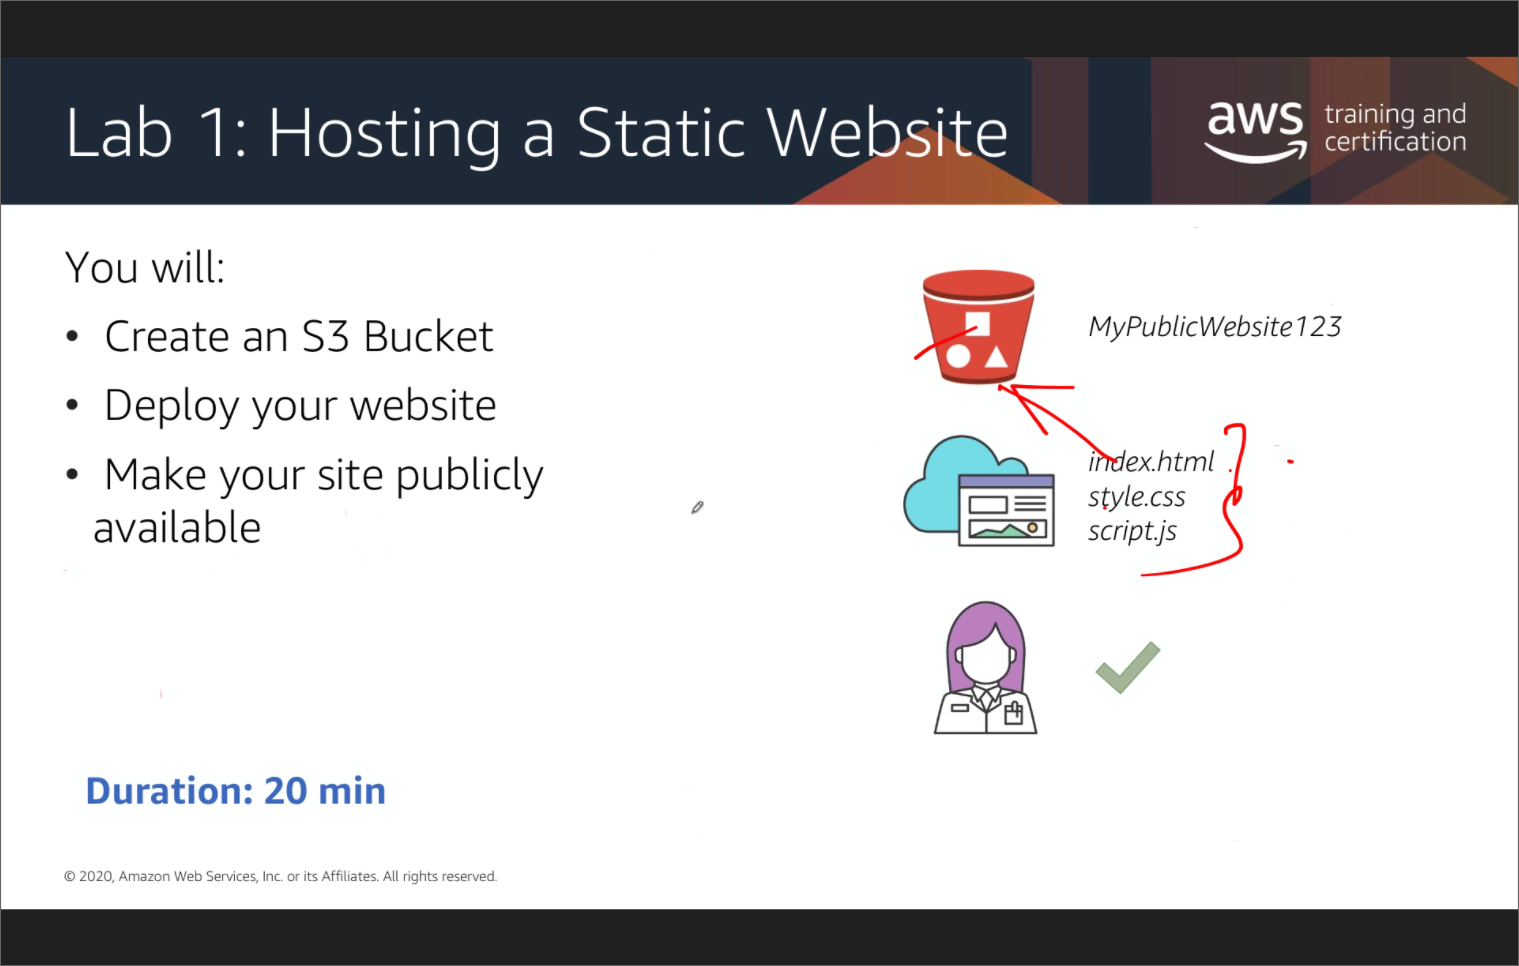 Lab 1: Hosting a Static Website
aws training and
certification
You will:
• Create an S3 Bucket
• Deploy your website
• Make your site publicly
available
MyPublicWebsite123
index.html
style.css
script.js
Duration: 20 min
© 2020, Amazon Web Services, Inc. or its Affiliates. All rights reserved.